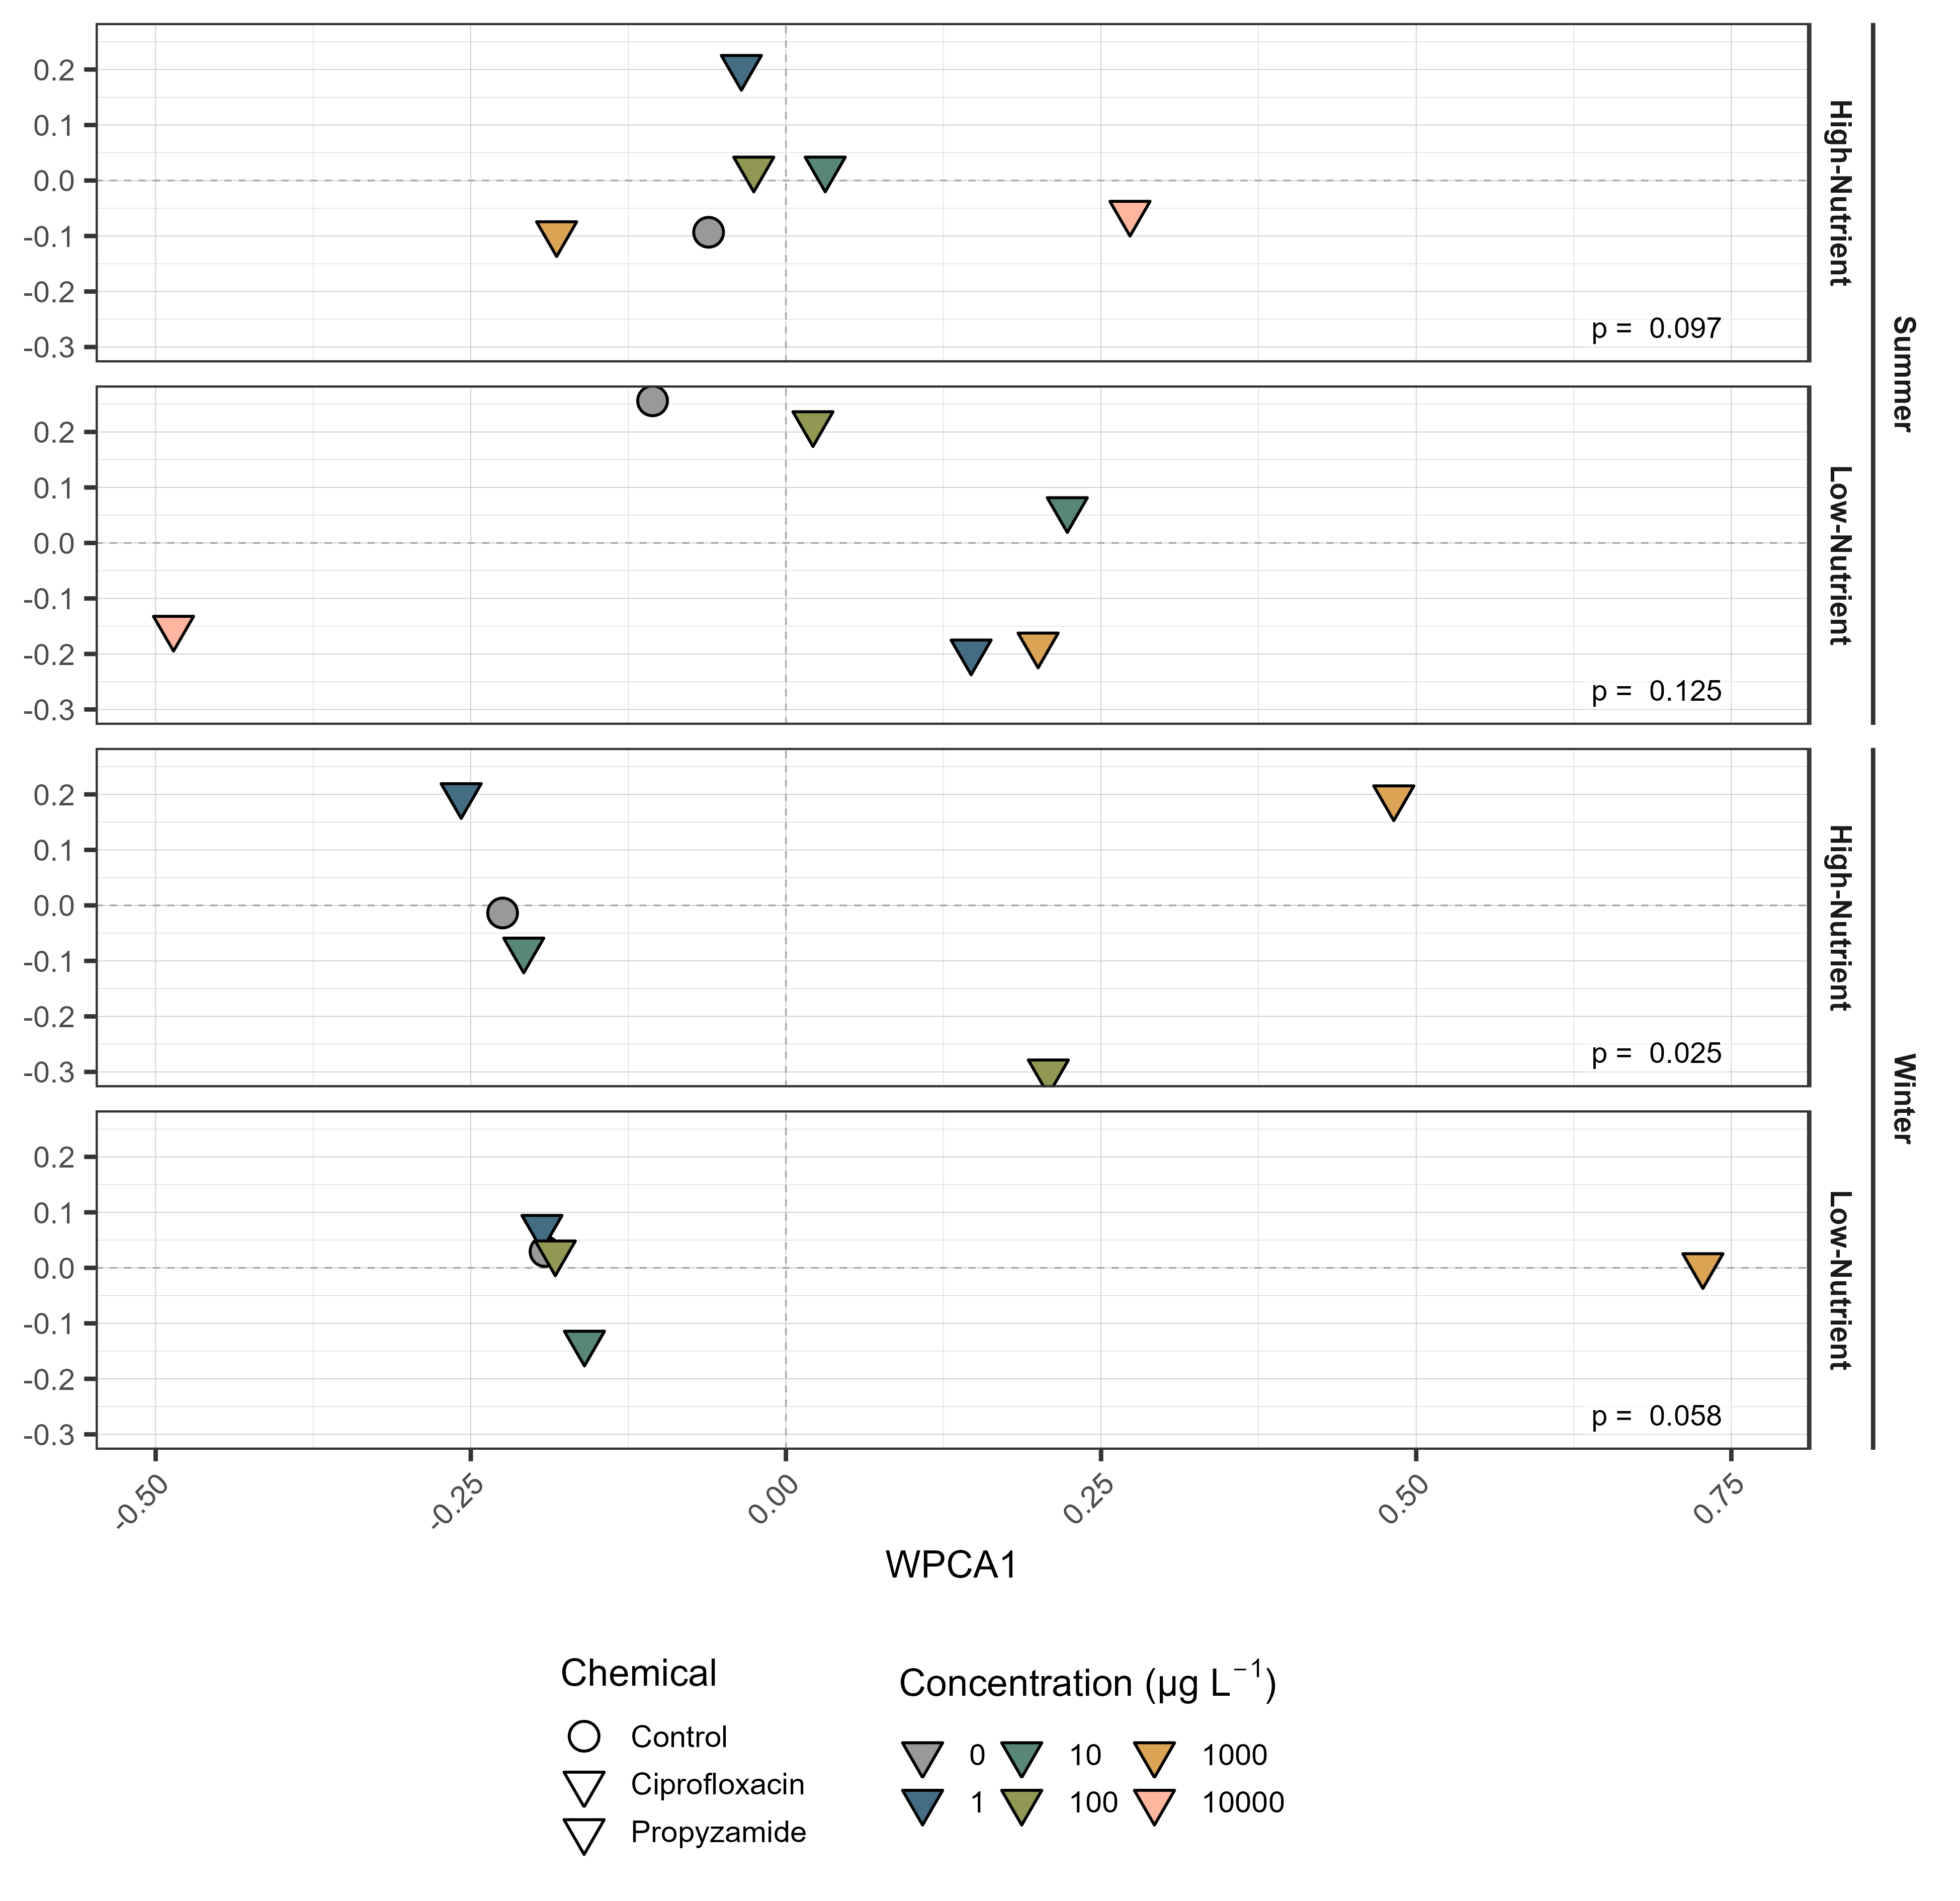 0.2
0.1
0.0
-0.1
-0.2
-0.3
p = 0.097
High-Nutrient
Summer
0.2
0.1
0.0
-0.1
-0.2
-0.3
p = 0.125
Low-Nutrient
0.2
0.1
0.0
-0.1
-0.2
-0.3
p = 0.025
High-Nutrient
Winter
0.2
0.1
0.0
-0.1
-0.2
-0.3
p = 0.058
Low-Nutrient
-0.50 -0.25 0.00 0.25 0.50 0.75
WPCA1
Chemical
Control
Ciprofloxacin
Propyzamide
Concentration (µg L⁻¹)
0 10 1000
1 100 10000